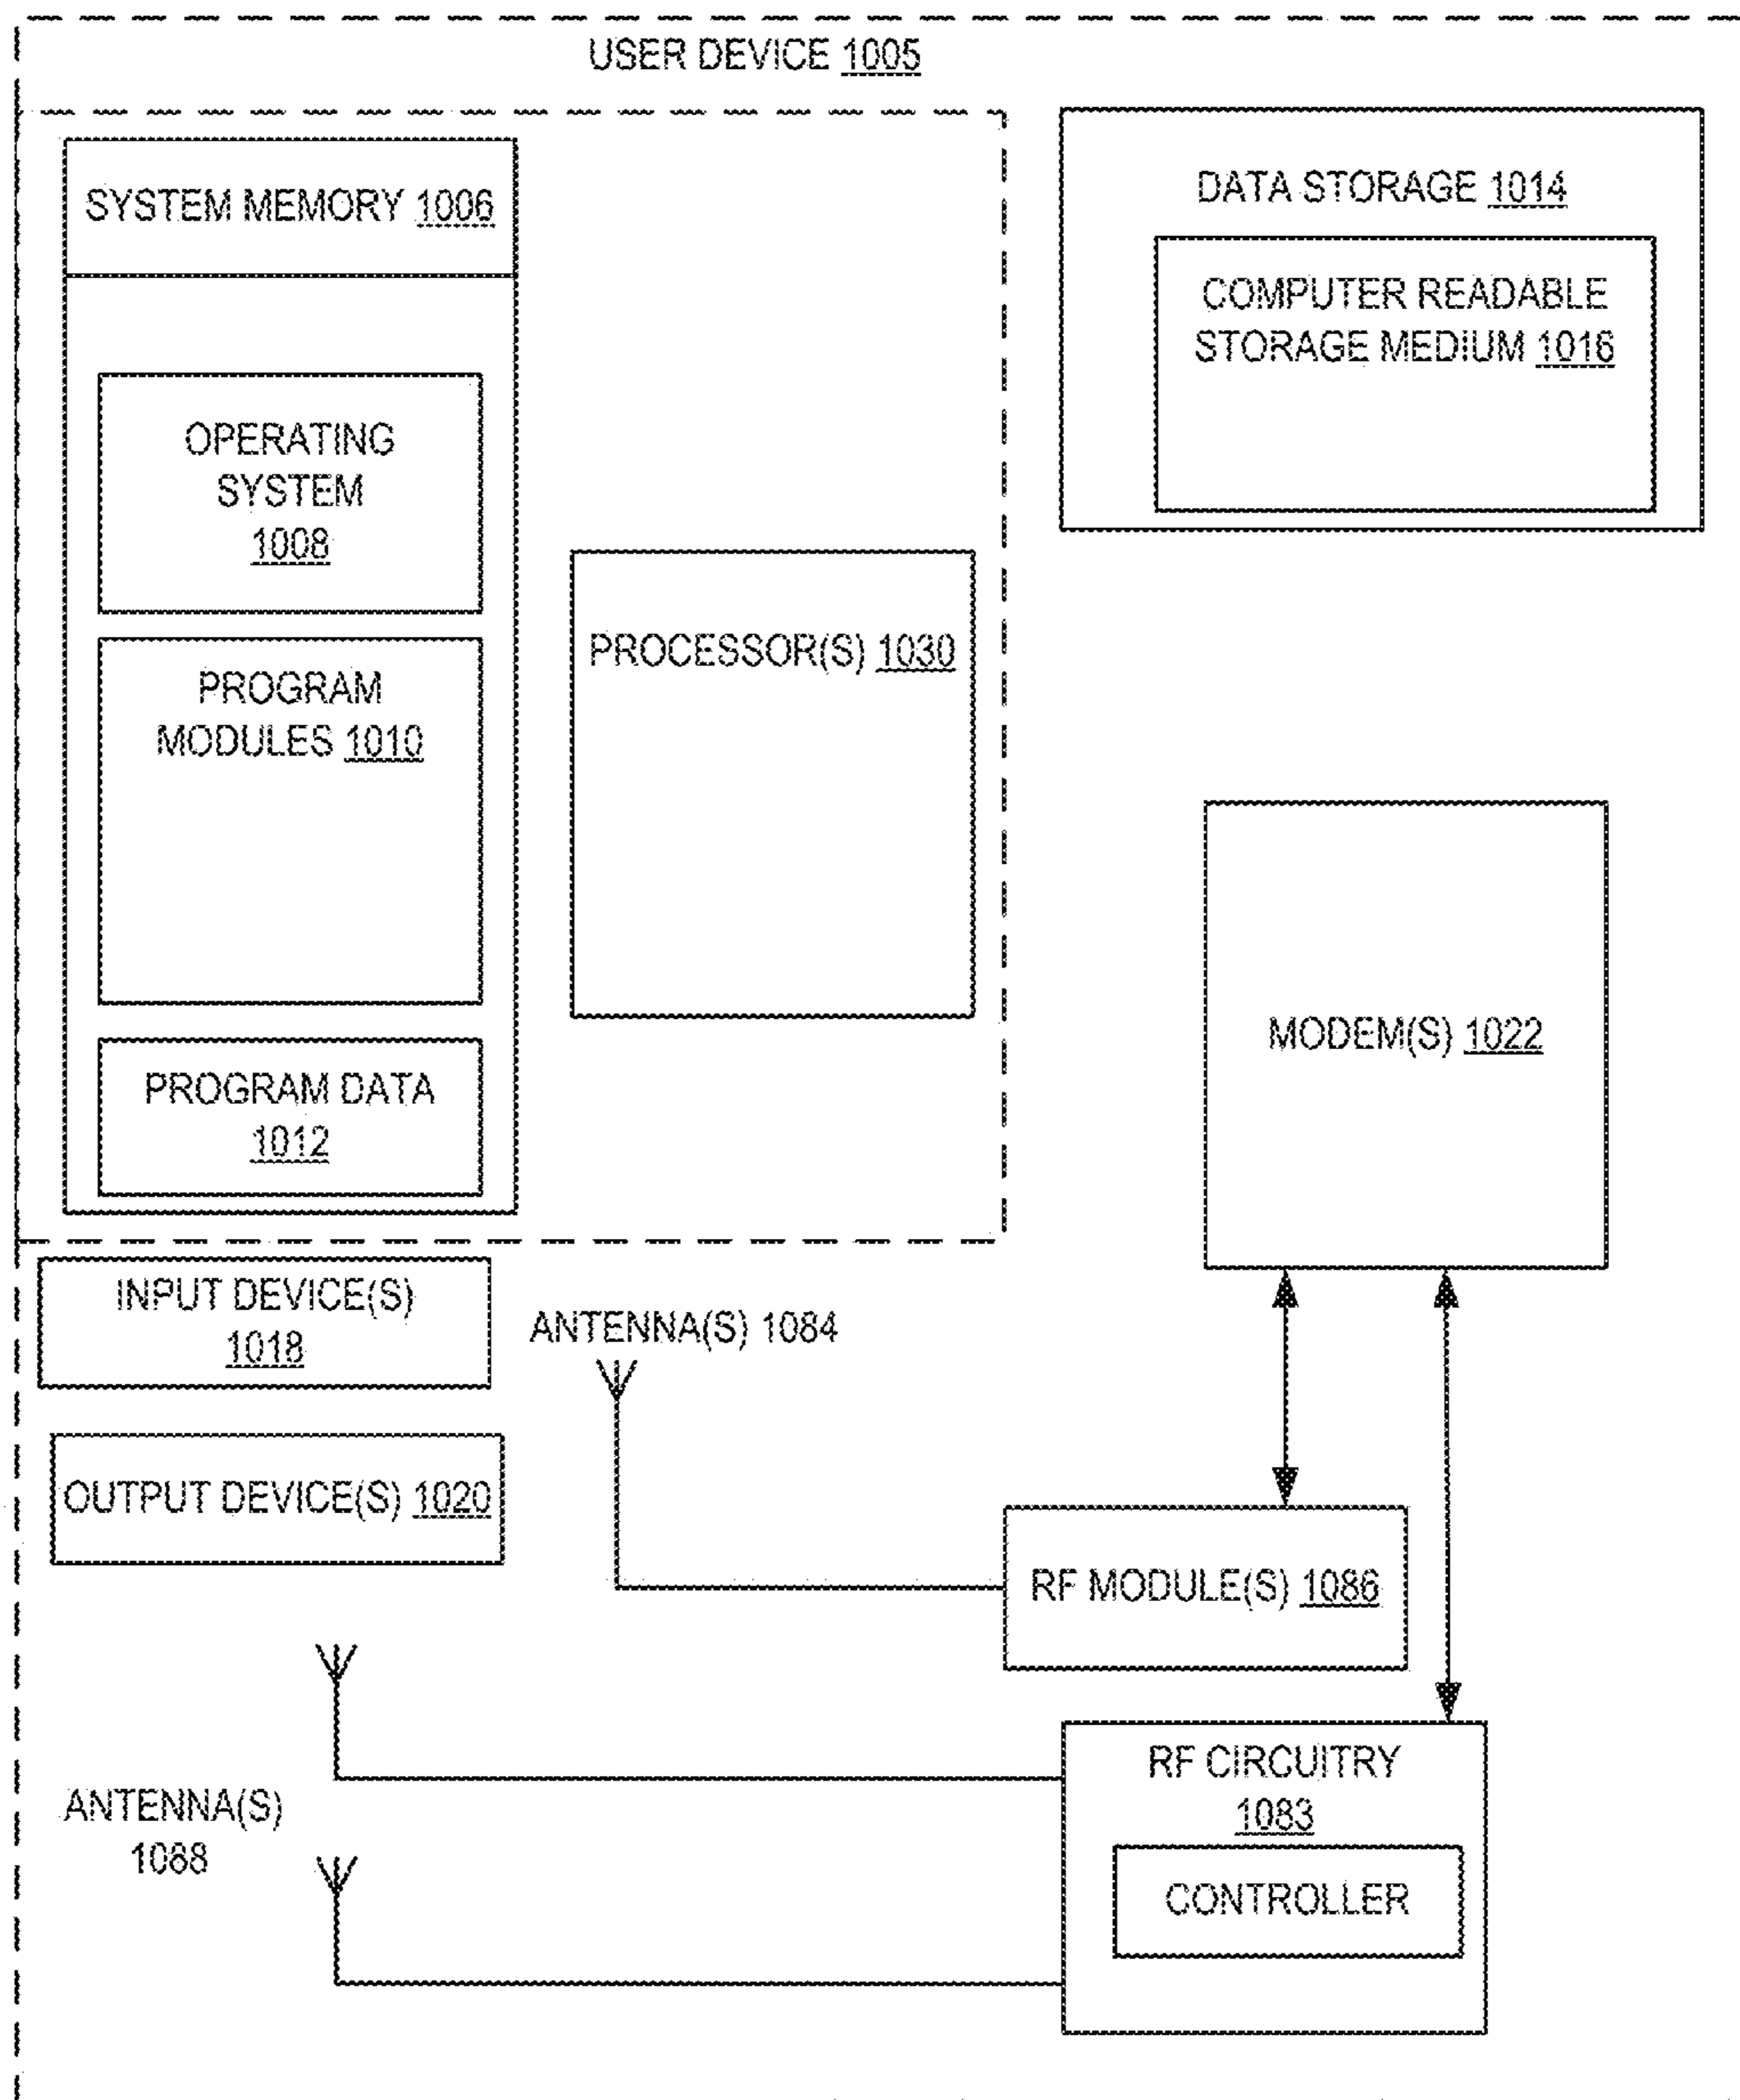 USER DEVICE 1005
SYSTEM MEMORY 1006
OPERATING
SYSTEM
1008
PROGRAM
MODULES 1010
PROGRAM DATA
1012
PROCESSOR(S) 1030
DATA STORAGE 1014
COMPUTER READABLE
STORAGE MEDIUM 1016
MODEM(S) 1022
INPUT DEVICE(S)
1018
OUTPUT DEVICE(S) 1020
ANTENNA(S) 1084
RF MODULE(S) 1086
ANTENNA(S)
1088
RF CIRCUITRY
1083
CONTROLLER